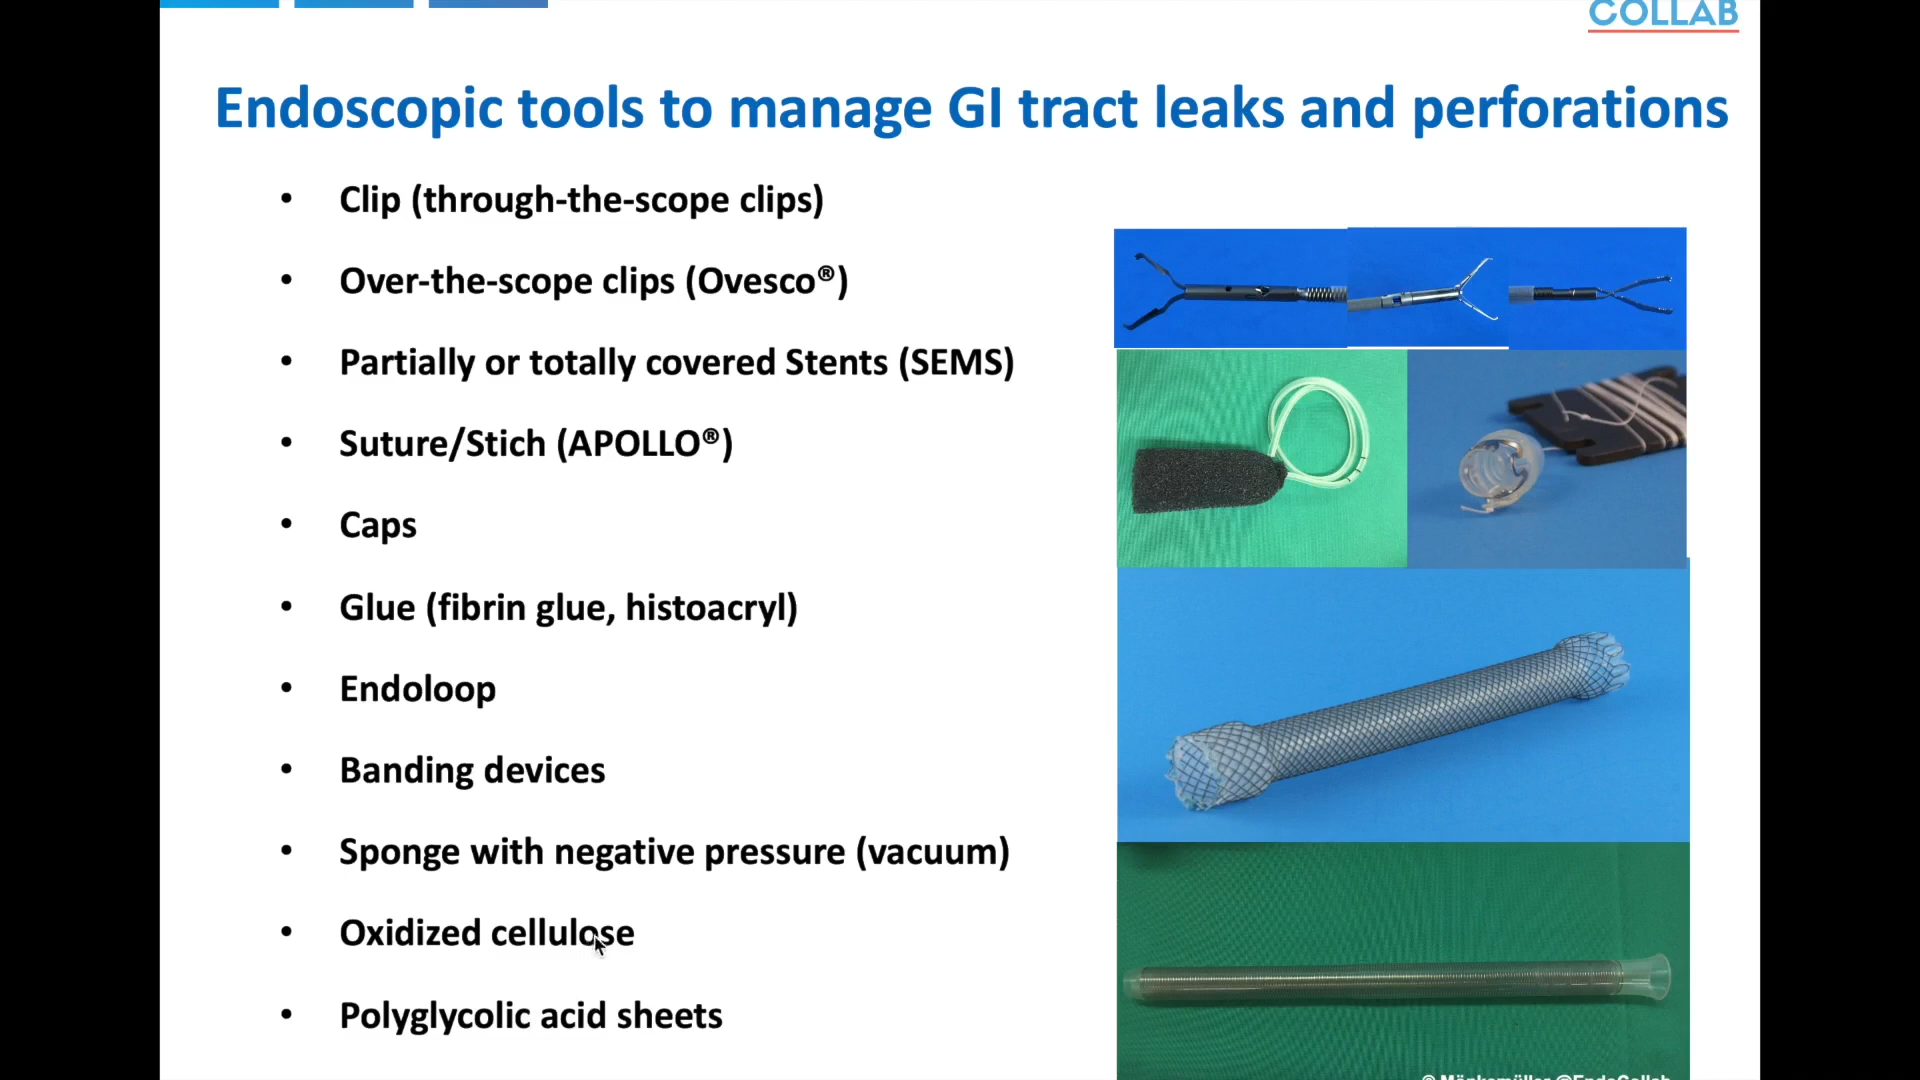 COLLAB
Endoscopic tools to manage GI tract leaks and perforations
• Clip (through-the-scope clips)
• Over-the-scope clips (Ovesco®)
• Partially or totally covered Stents (SEMS)
• Suture/Stich (APOLLO®)
• Caps
• Glue (fibrin glue, histoacryl)
• Endoloop
• Banding devices
• Sponge with negative pressure (vacuum)
• Oxidized cellulose
• Polyglycolic acid sheets
© Mönkemüller @EndoCollab